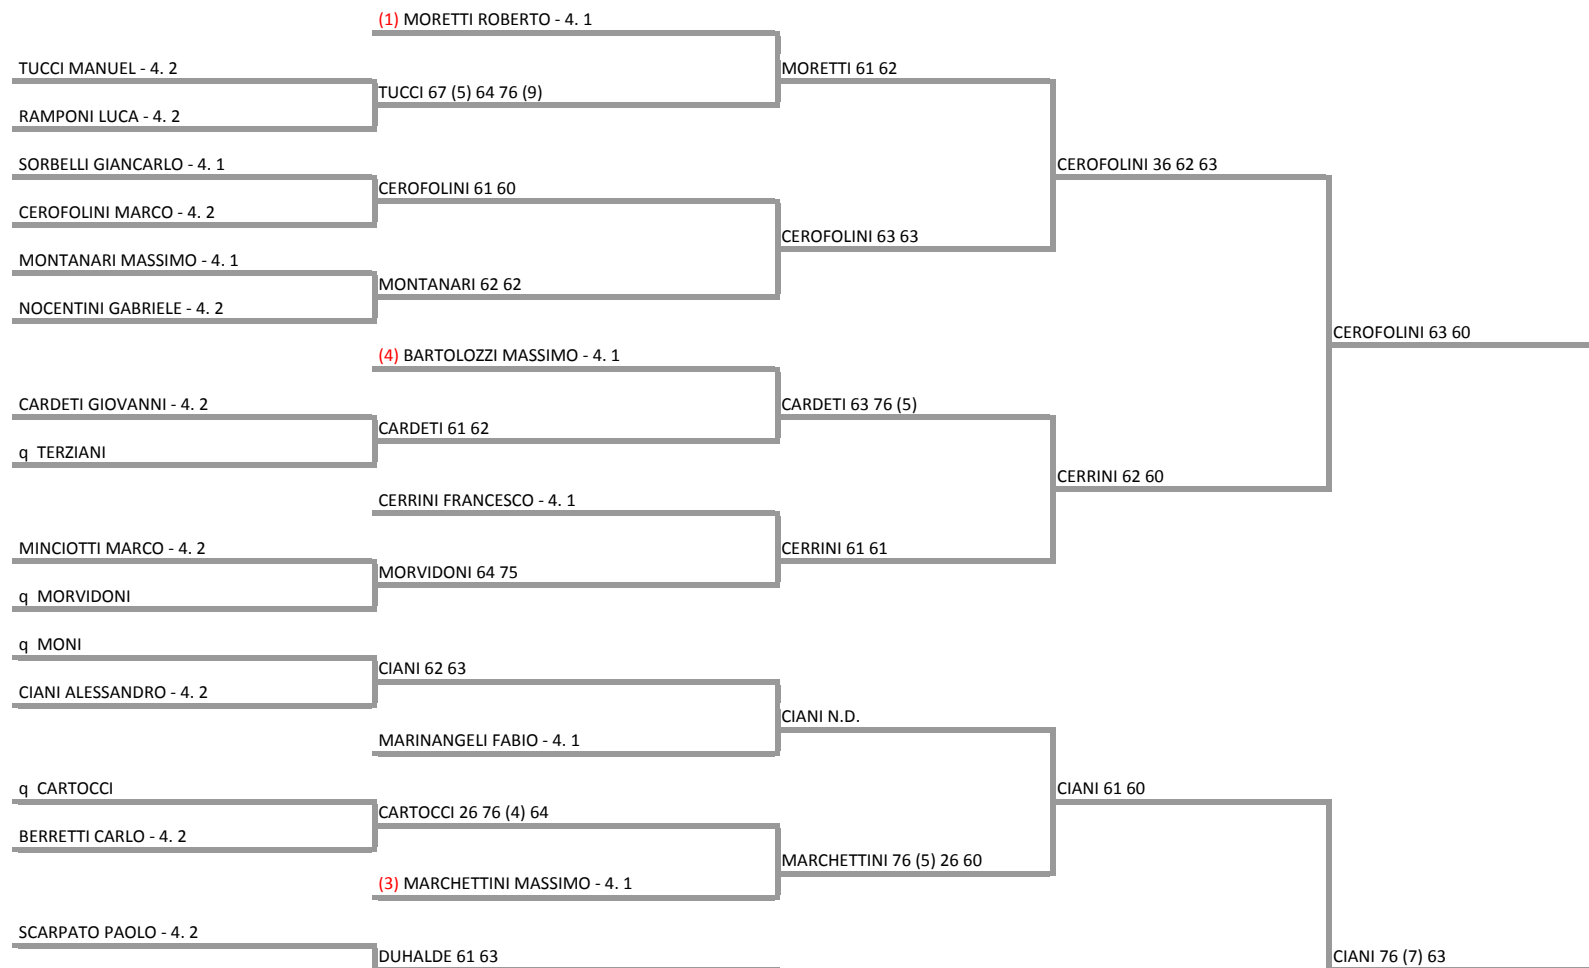 (1) MORETTI ROBERTO - 4. 1
TUCCI MANUEL - 4. 2
MORETTI 61 62
TUCCI 67 (5) 64 76 (9)
RAMPONI LUCA - 4. 2
SORBELLI GIANCARLO - 4. 1
CEROFOLINI 36 62 63
CEROFOLINI 61 60
CEROFOLINI MARCO - 4. 2
CEROFOLINI 63 63
MONTANARI MASSIMO - 4. 1
MONTANARI 62 62
NOCENTINI GABRIELE - 4. 2
CEROFOLINI 63 60
(4) BARTOLOZZI MASSIMO - 4. 1
CARDETI GIOVANNI - 4. 2
CARDETI 63 76 (5)
CARDETI 61 62
q TERZIANI
CERRINI 62 60
CERRINI FRANCESCO - 4. 1
MINCIOTTI MARCO - 4. 2
CERRINI 61 61
MORVIDONI 64 75
q MORVIDONI
q MONI
CIANI 62 63
CIANI ALESSANDRO - 4. 2
CIANI N.D.
MARINANGELI FABIO - 4. 1
q CARTOCCI
CIANI 61 60
CARTOCCI 26 76 (4) 64
BERRETTI CARLO - 4. 2
MARCHETTINI 76 (5) 26 60
(3) MARCHETTINI MASSIMO - 4. 1
SCARPATO PAOLO - 4. 2
DUHALDE 61 63
CIANI 76 (7) 63